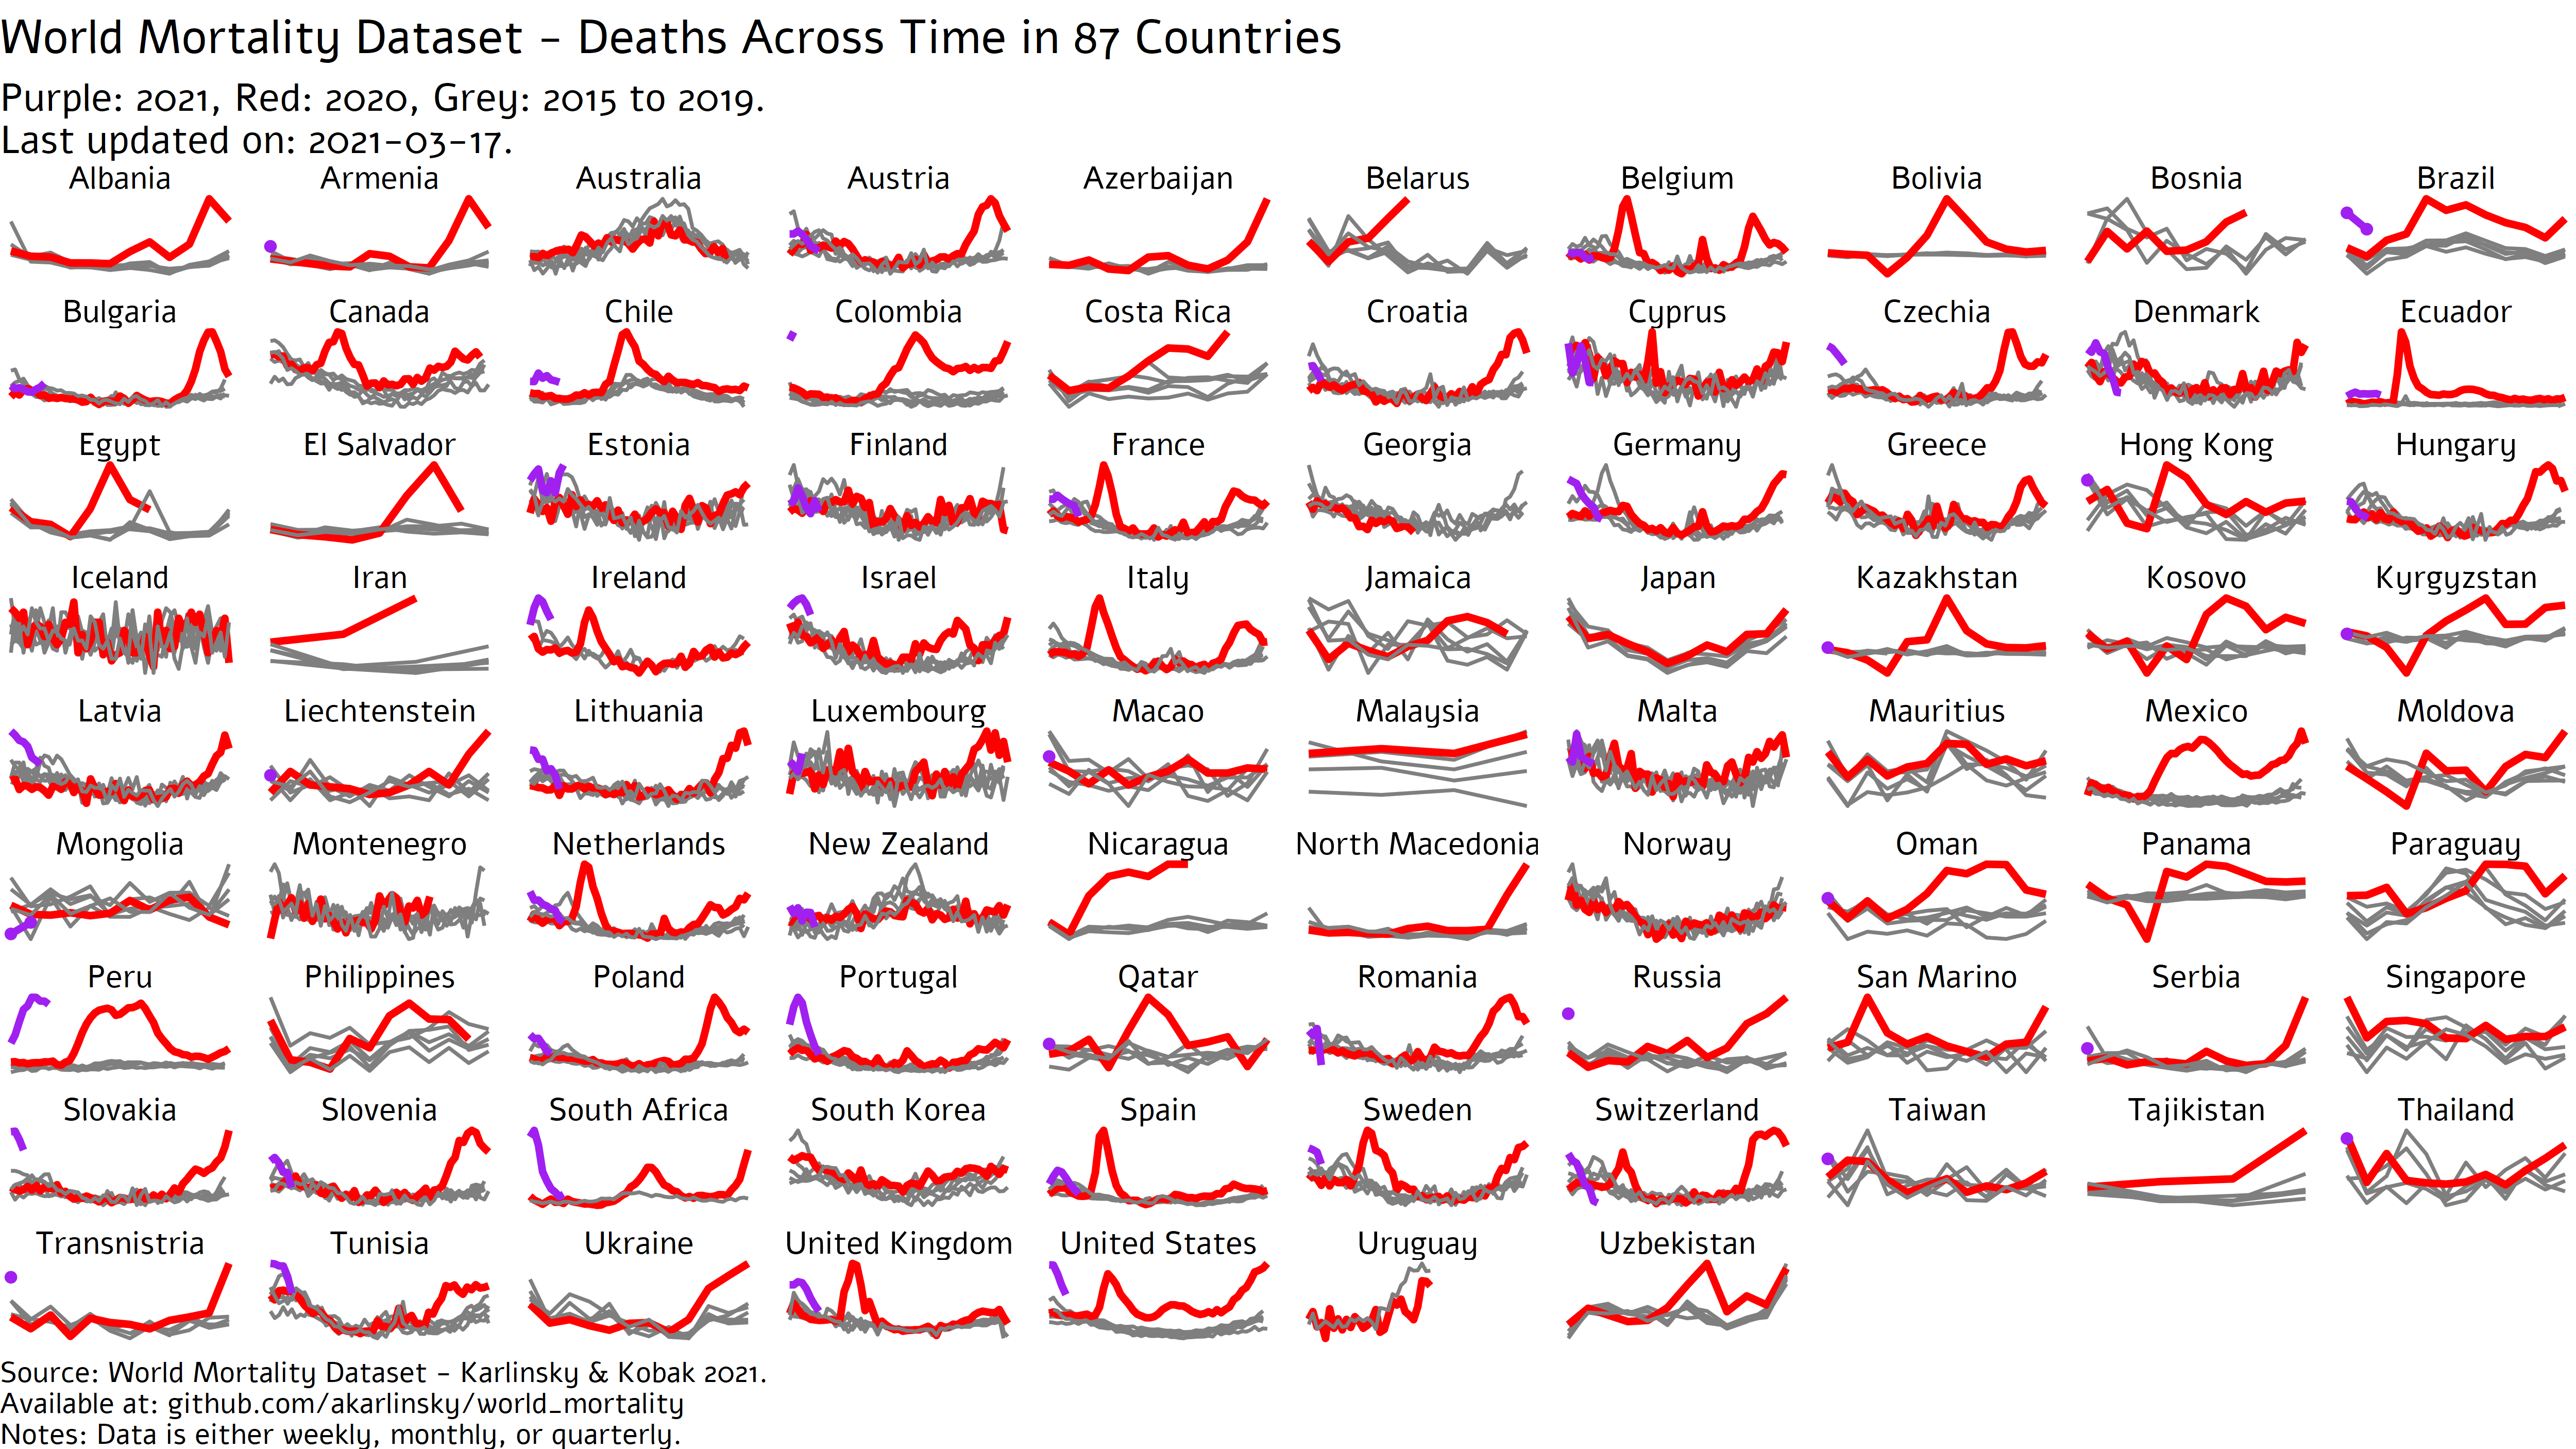 World Mortality Dataset - Deaths Across Time in 87 Countries
Purple: 2021, Red: 2020, Grey: 2015 to 2019.
Last updated on: 2021-03-17.
Albania Armenia Australia Austria Azerbaijan Belarus Belgium Bolivia Bosnia Brazil
Bulgaria Canada Chile Colombia Costa Rica Croatia Cyprus Czechia Denmark Ecuador
Egypt El Salvador Estonia Finland France Georgia Germany Greece Hong Kong Hungary
Iceland Iran Ireland Israel Italy Jamaica Japan Kazakhstan Kosovo Kyrgyzstan
Latvia Liechtenstein Lithuania Luxembourg Macao Malaysia Malta Mauritius Mexico Moldova
Mongolia Montenegro Netherlands New Zealand Nicaragua North Macedonia Norway Oman Panama Paraguay
Peru Philippines Poland Portugal Qatar Romania Russia San Marino Serbia Singapore
Slovakia Slovenia South Africa South Korea Spain Sweden Switzerland Taiwan Tajikistan Thailand
Transnistria Tunisia Ukraine United Kingdom United States Uruguay Uzbekistan
Source: World Mortality Dataset - Karlinsky & Kobak 2021.
Available at: github.com/akarlinsky/world_mortality
Notes: Data is either weekly, monthly, or quarterly.